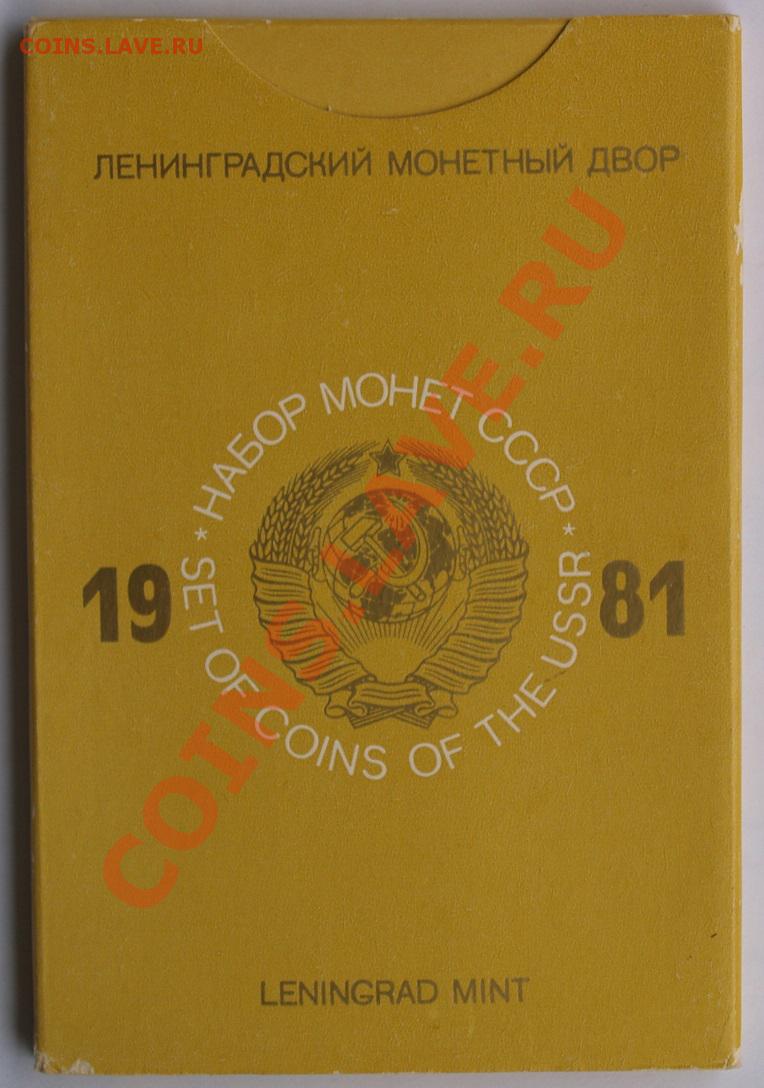 COINS.LAVE.RU
ЛЕНИНГРАДСКИЙ МОНЕТНЫЙ ДВОР
* НАБОР МОНЕТ СССР *
19 81
SET OF COINS OF THE USSR
COINS.LAVE.RU
LENINGRAD MINT